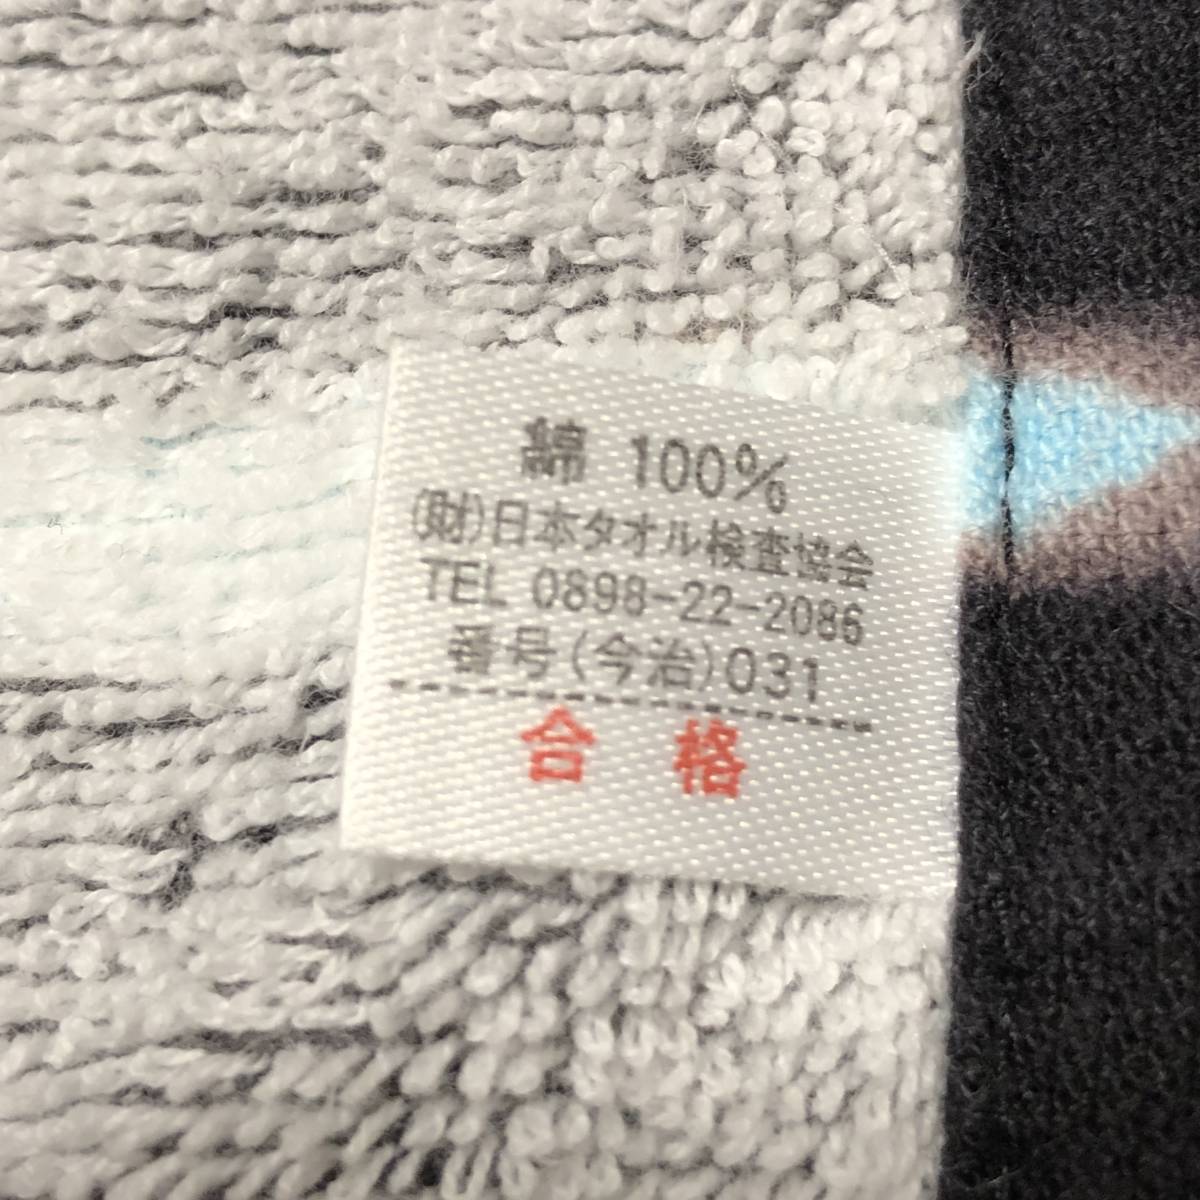 綿 100%
(財)日本タオル検査協会
TEL 0898-22-2086
番号(今治)031
合格